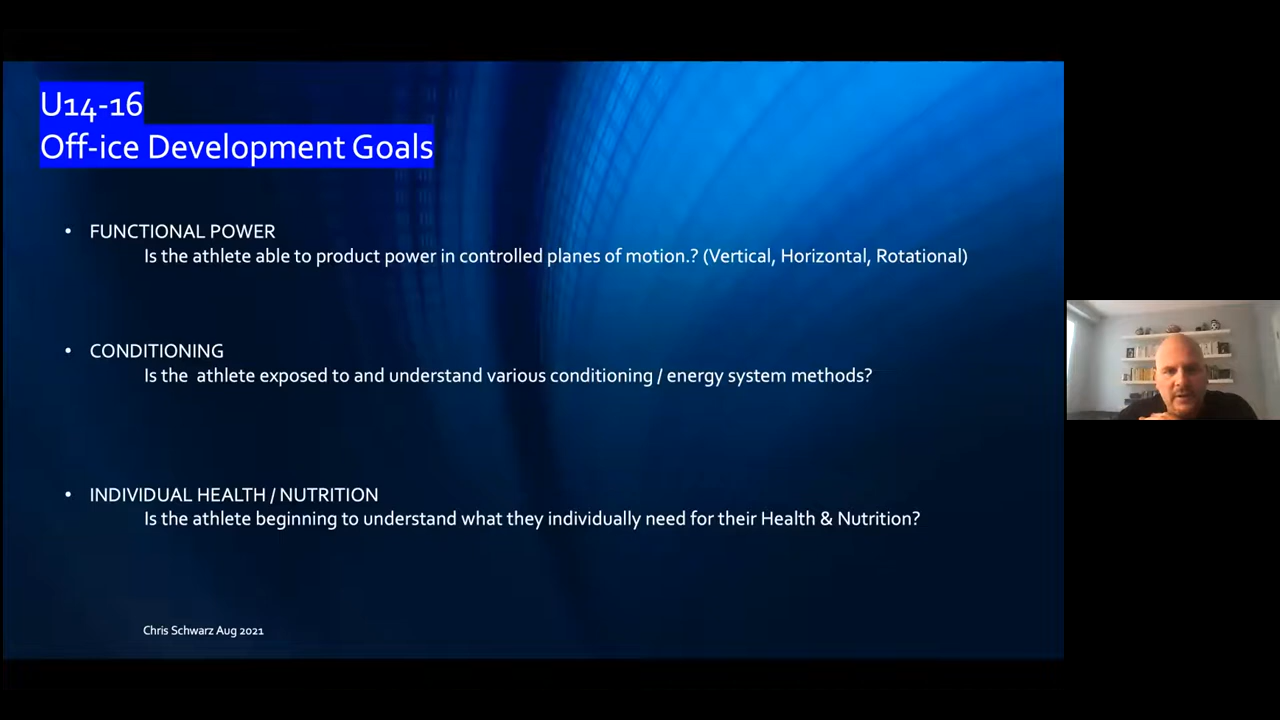 U14-16
Off-ice Development Goals
• FUNCTIONAL POWER
Is the athlete able to product power in controlled planes of motion.? (Vertical, Horizontal, Rotational)
• CONDITIONING
Is the athlete exposed to and understand various conditioning / energy system methods?
• INDIVIDUAL HEALTH / NUTRITION
Is the athlete beginning to understand what they individually need for their Health & Nutrition?
Chris Schwarz Aug 2021